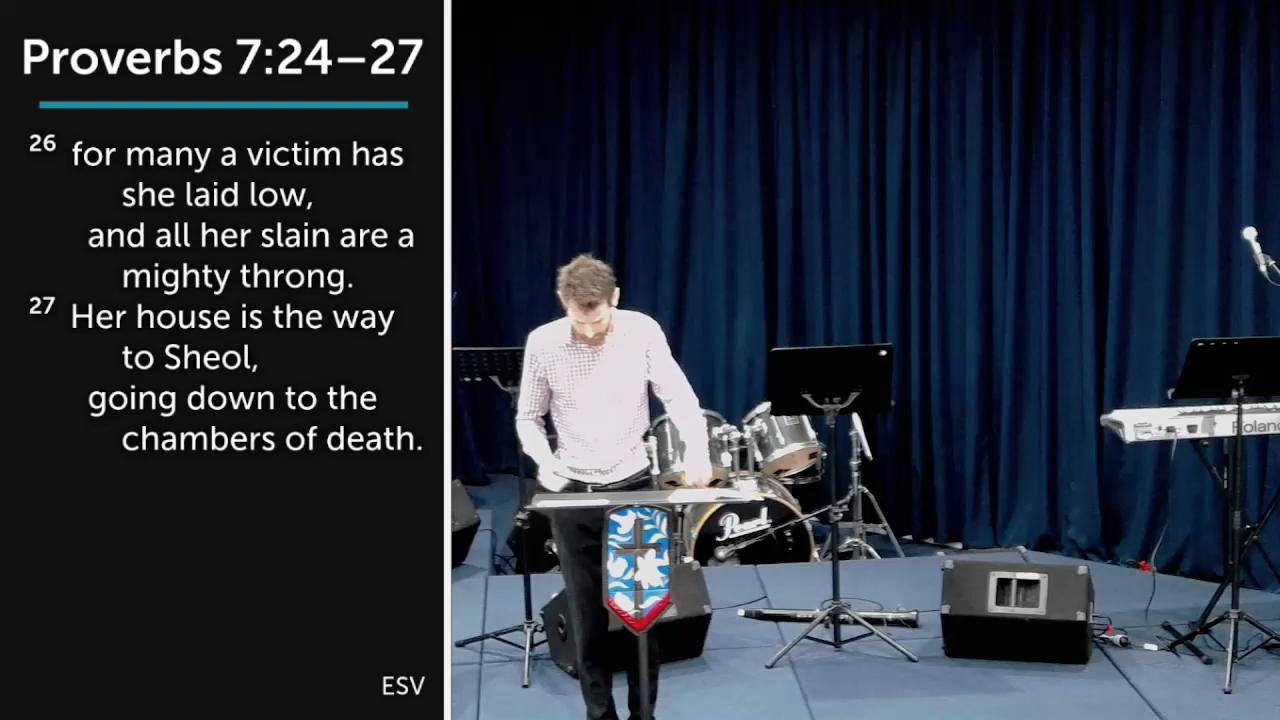 Proverbs 7:24–27
26 for many a victim has
she laid low,
and all her slain are a
mighty throng.
27 Her house is the way
to Sheol,
going down to the
chambers of death.
ESV
Pearl
Roland